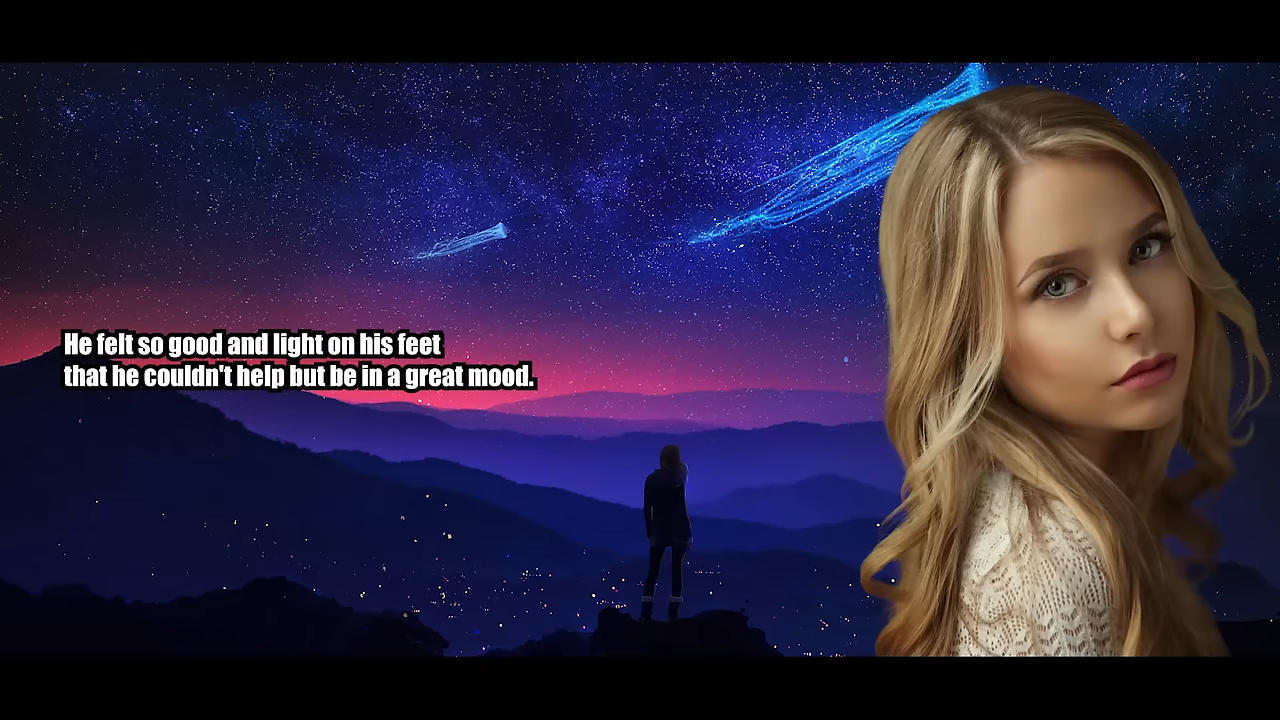 He felt so good and light on his feet
that he couldn't help but be in a great mood.